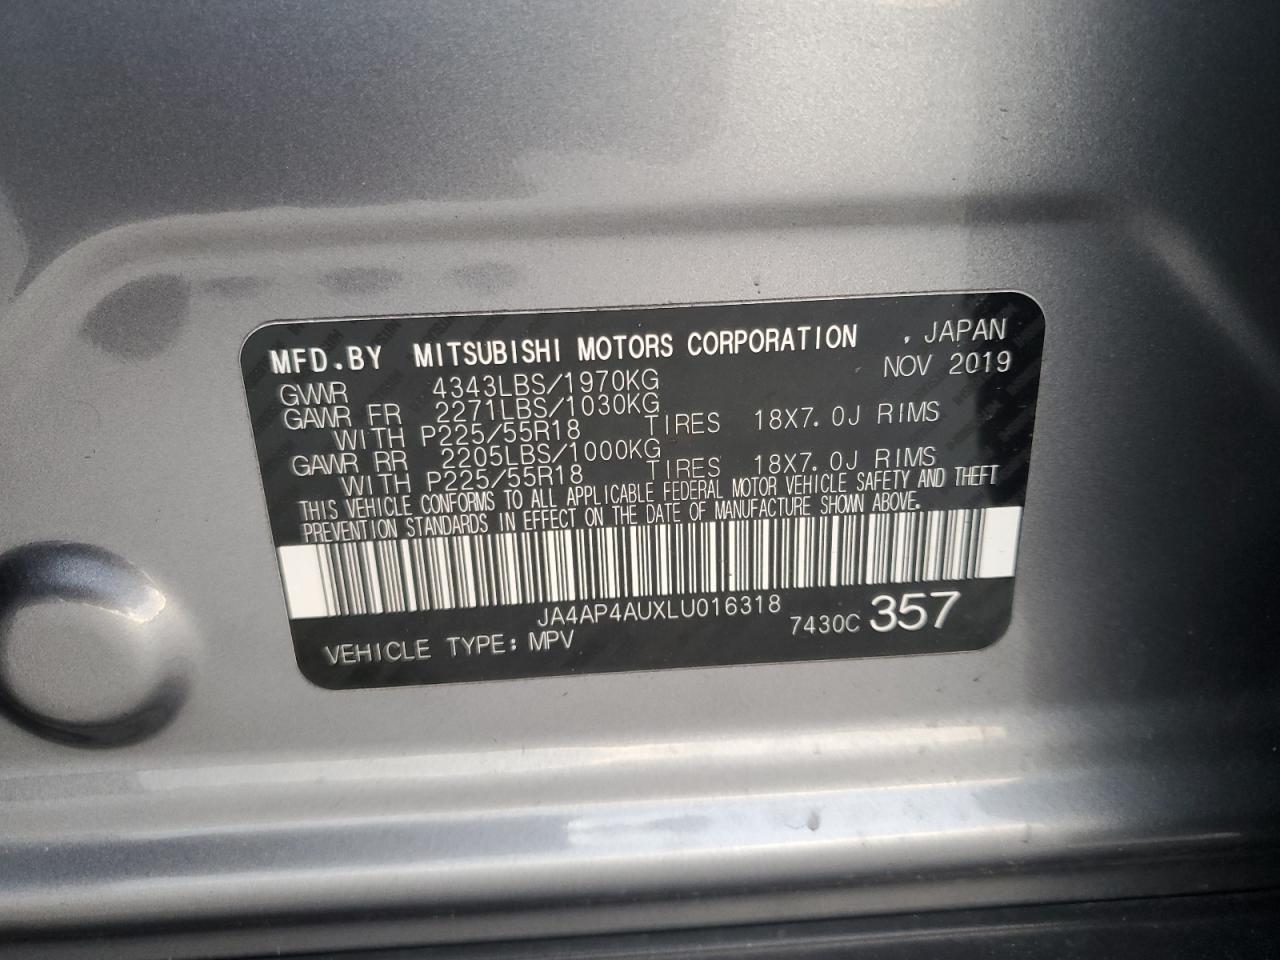 MFD.BY MITSUBISHI MOTORS CORPORATION , JAPAN
NOV 2019
GVWR 4343LBS/1970KG
GAWR FR 2271LBS/1030KG
WITH P225/55R18 TIRES 18X7.0J RIMS
GAWR RR 2205LBS/1000KG
WITH P225/55R18 TIRES 18X7.0J RIMS
THIS VEHICLE CONFORMS TO ALL APPLICABLE FEDERAL MOTOR VEHICLE SAFETY AND THEFT
PREVENTION STANDARDS IN EFFECT ON THE DATE OF MANUFACTURE SHOWN ABOVE.
JA4AP4AUXLU016318
VEHICLE TYPE: MPV 7430C 357